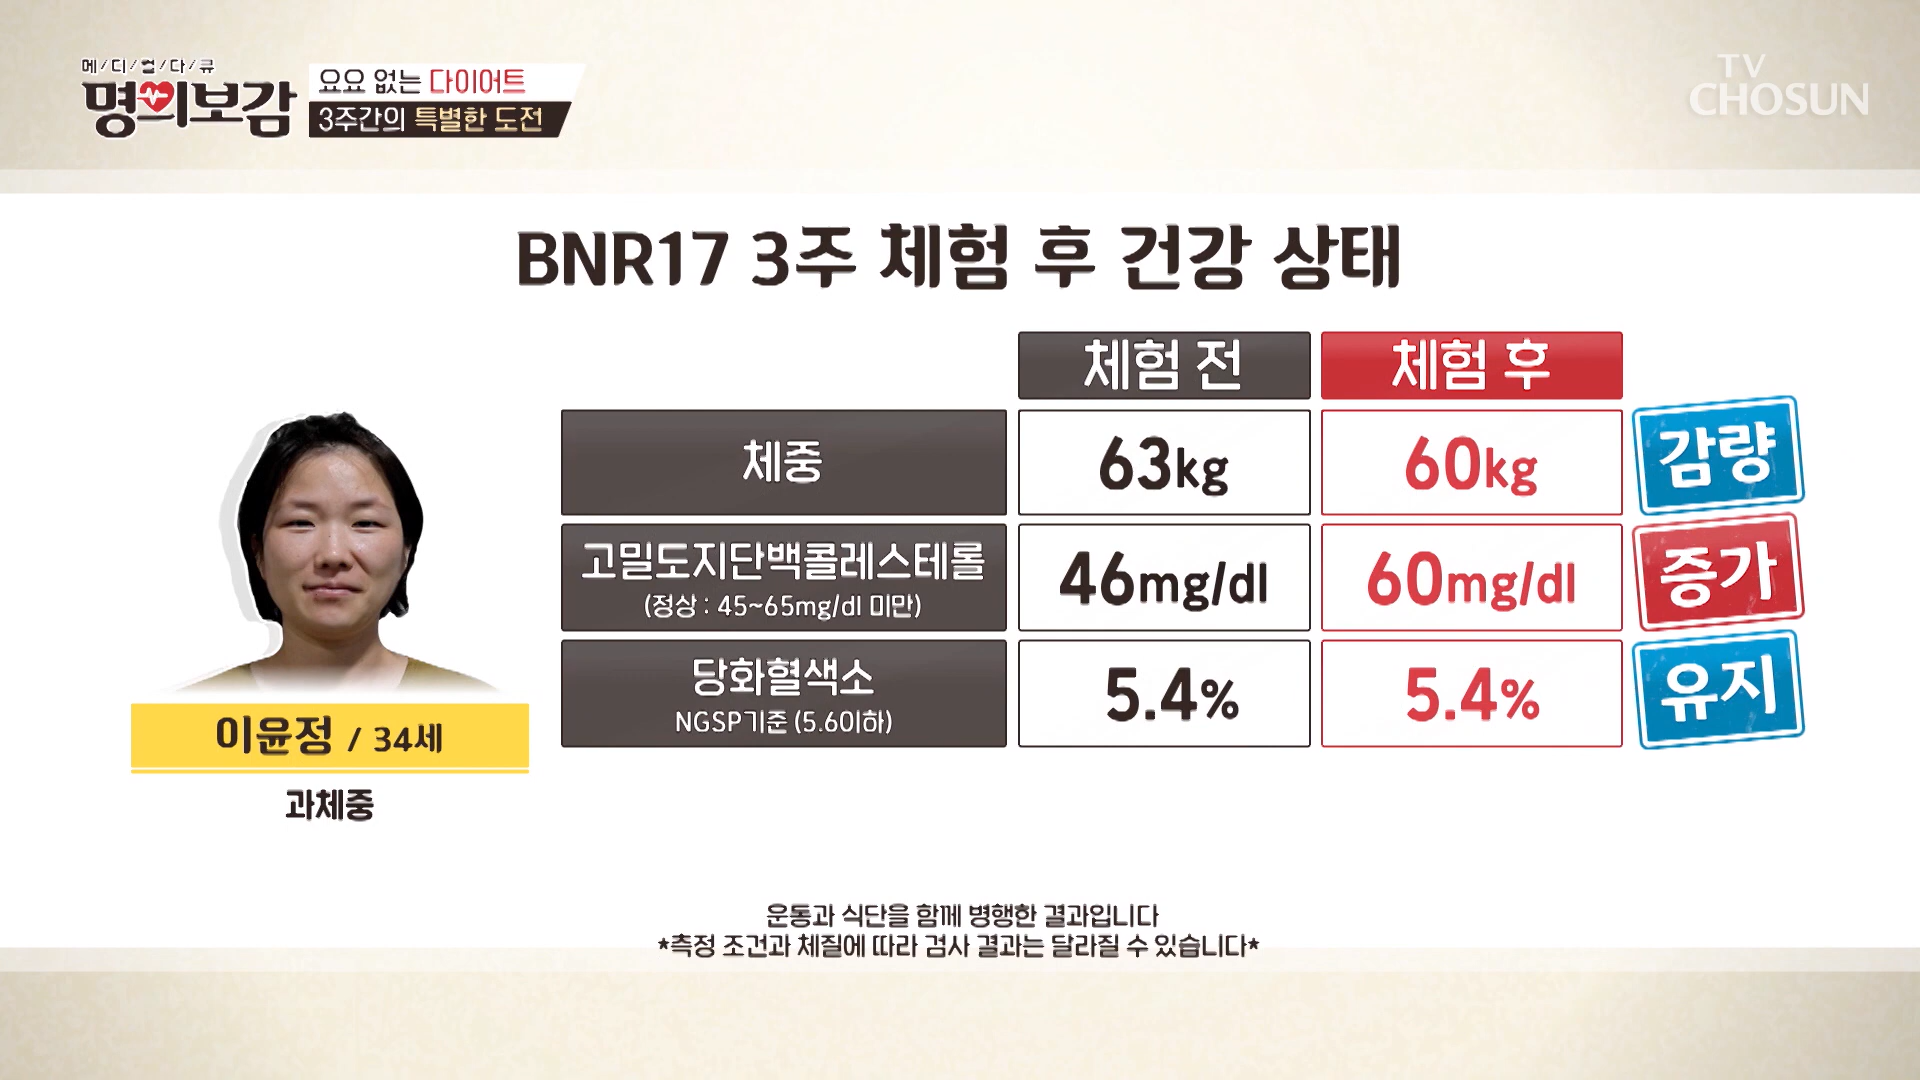 메/디/컬/다/큐
명의보감
요요 없는 다이어트
3주간의 특별한 도전
TV
CHOSUN
BNR17 3주 체험 후 건강 상태
체험 전
체험 후
체중
63kg
60kg
감량
고밀도지단백콜레스테롤
(정상 : 45~65mg/dl 미만)
46mg/dl
60mg/dl
증가
당화혈색소
NGSP기준 (5.6이하)
5.4%
5.4%
유지
이윤정 / 34세
과체중
운동과 식단을 함께 병행한 결과입니다
*측정 조건과 체질에 따라 검사 결과는 달라질 수 있습니다*